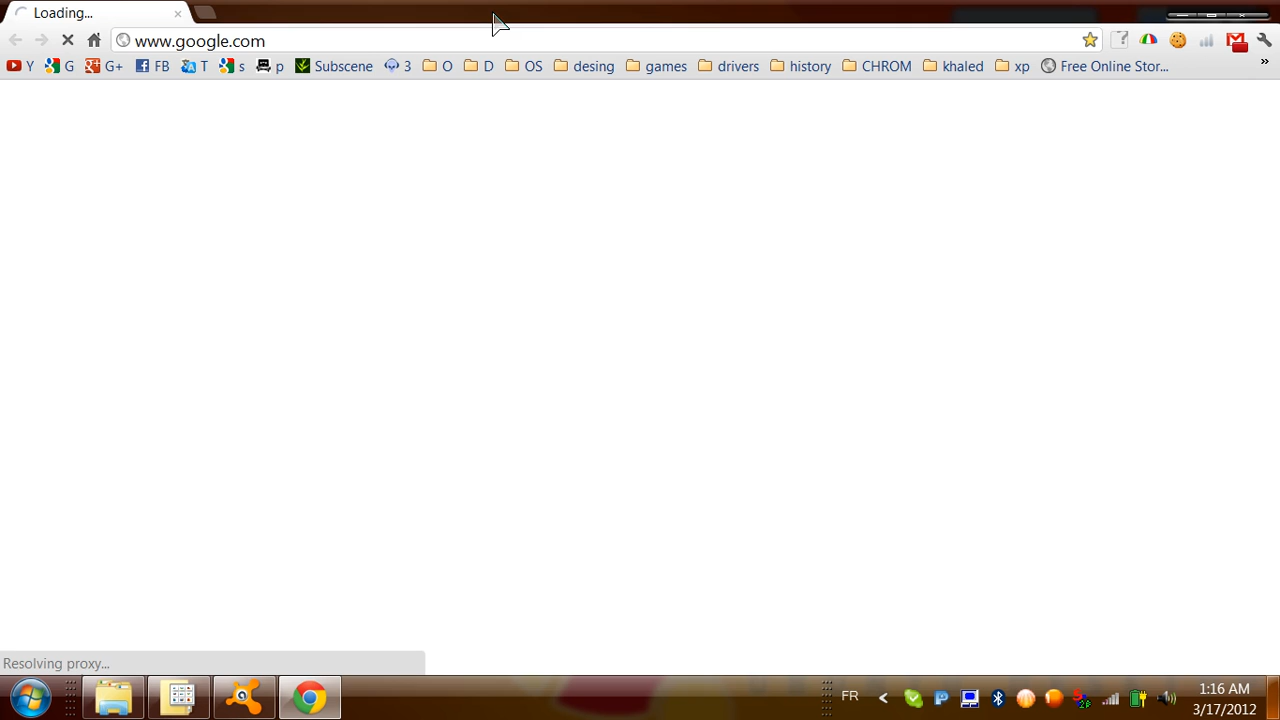 Loading...
www.google.com
Y G G+ FB T s p Subscene 3 O D OS desing games drivers history CHROM khaled xp Free Online Stor... »
Resolving proxy...
FR
1:16 AM
3/17/2012